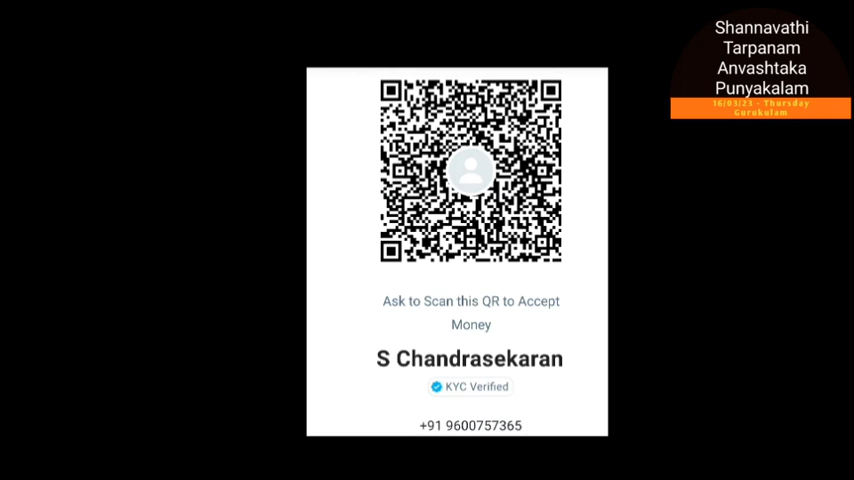 Shannavathi
Tarpanam
Anvashtaka
Punyakalam
16/03/23 - Thursday
Gurukulam
Ask to Scan this QR to Accept
Money
S Chandrasekaran
KYC Verified
+91 9600757365